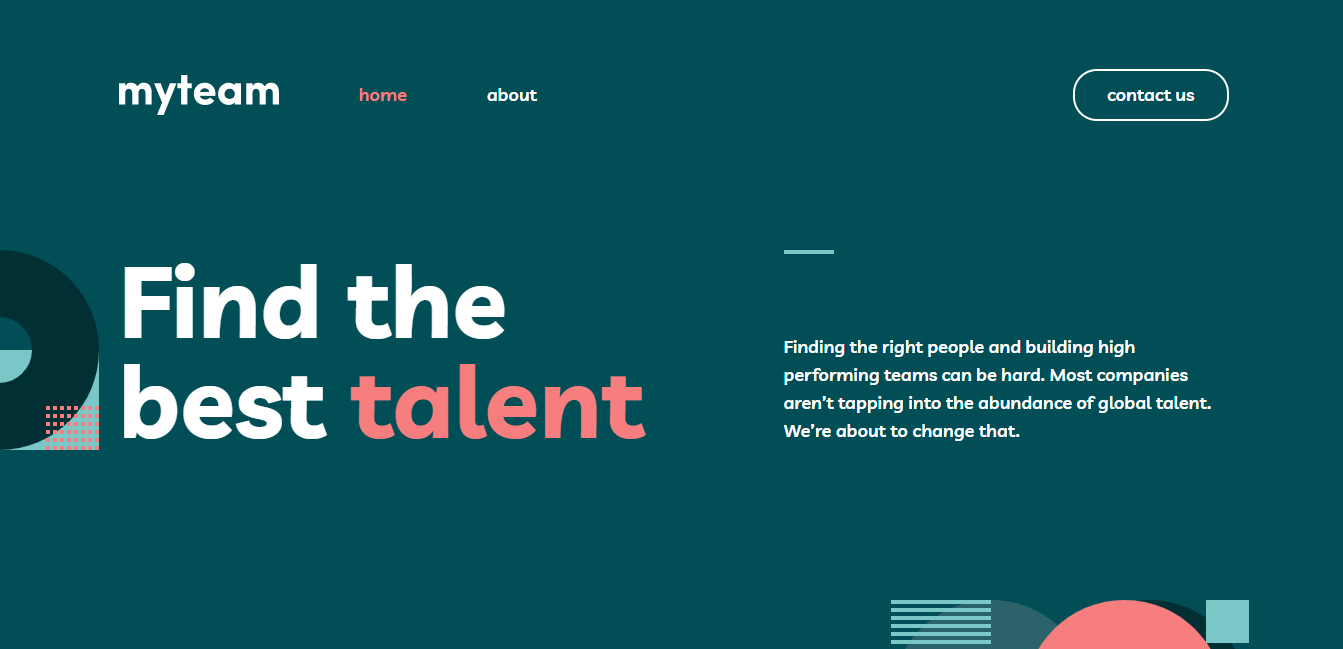 myteam
home
about
contact us
Find the
best talent
Finding the right people and building high
performing teams can be hard. Most companies
aren’t tapping into the abundance of global talent.
We’re about to change that.